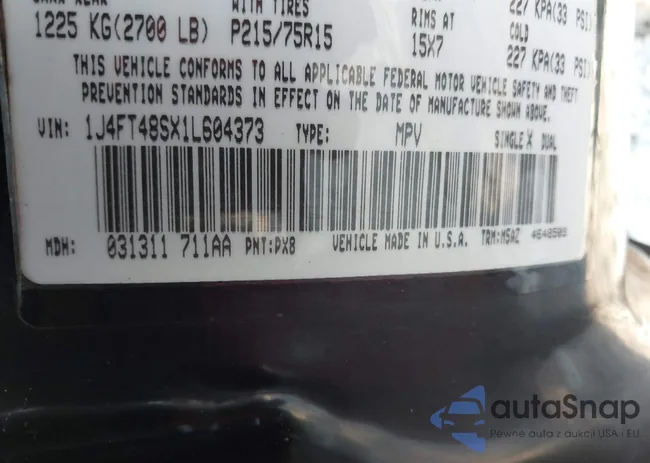 WITH TIRES RIMS AT 227 KPA(33 PSI)
1225 KG(2700 LB) P215/75R15 15X7 COLD
227 KPA(33 PSI)
THIS VEHICLE CONFORMS TO ALL APPLICABLE FEDERAL MOTOR VEHICLE SAFETY AND THEFT
PREVENTION STANDARDS IN EFFECT ON THE DATE OF MANUFACTURE SHOWN ABOVE.
VIN: 1J4FT48SX1L604373 TYPE: MPV SINGLE X DUAL
MDH: 031311 711AA PNT:PX8 VEHICLE MADE IN U.S.A. TRM:M5AZ
autaSnap
Pewne auta z aukcji USA i EU